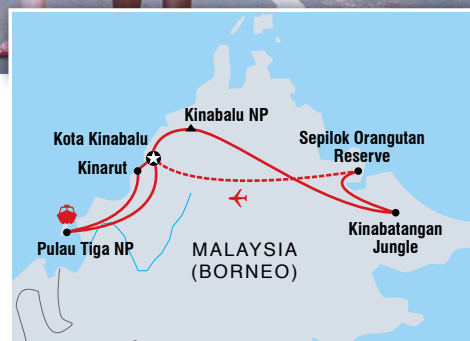 Kinabalu NP
Kota Kinabalu
Sepilok Orangutan
Reserve
Kinarut
Kinabatangan
Jungle
Pulau Tiga NP
MALAYSIA
(BORNEO)